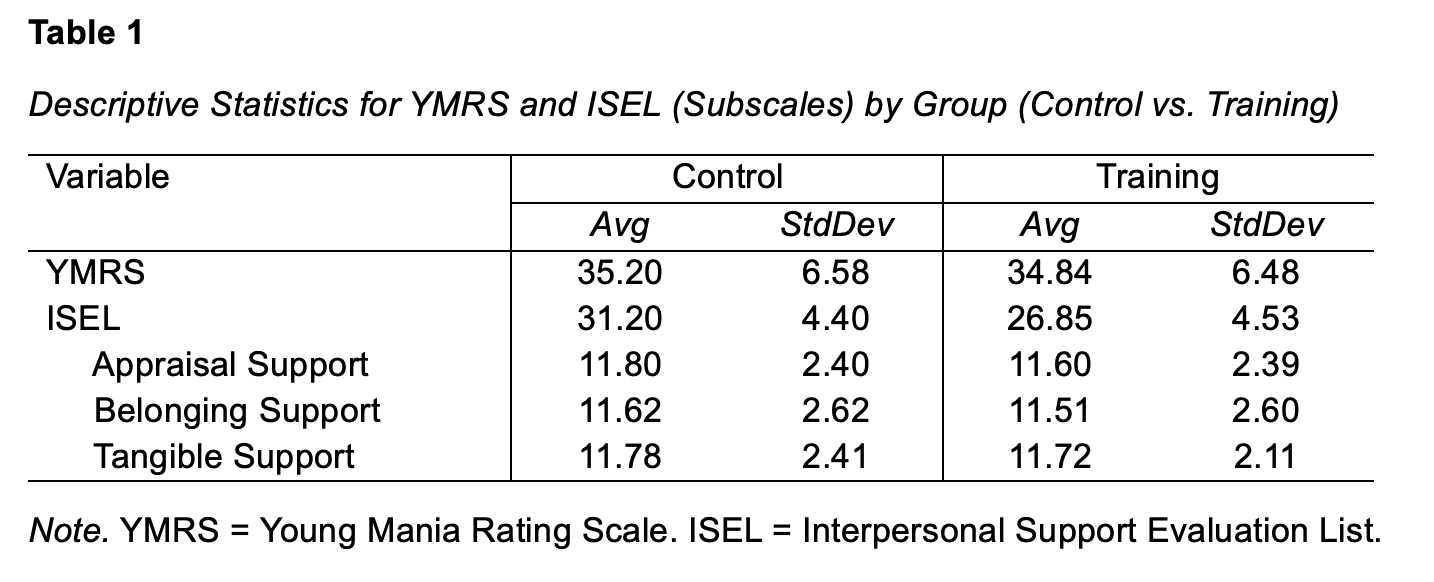 Table 1
Descriptive Statistics for YMRS and ISEL (Subscales) by Group (Control vs. Training)
Variable Control Training
Avg StdDev Avg StdDev
YMRS 35.20 6.58 34.84 6.48
ISEL 31.20 4.40 26.85 4.53
Appraisal Support 11.80 2.40 11.60 2.39
Belonging Support 11.62 2.62 11.51 2.60
Tangible Support 11.78 2.41 11.72 2.11
Note. YMRS = Young Mania Rating Scale. ISEL = Interpersonal Support Evaluation List.